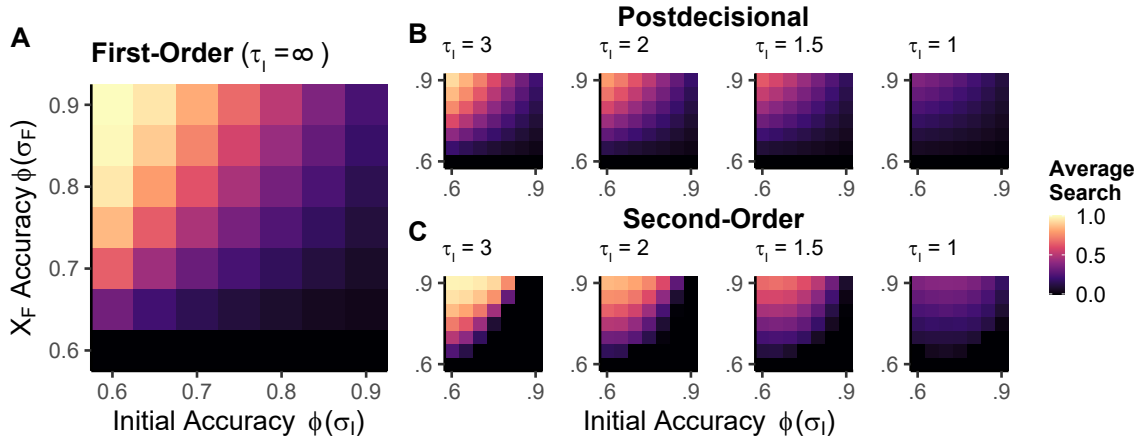 A
First-Order (τI = ∞ )
0.9
0.8
0.7
0.6
XF Accuracy ϕ(σF)
0.6 0.7 0.8 0.9
Initial Accuracy ϕ(σI)
B
Postdecisional
τI = 3 τI = 2 τI = 1.5 τI = 1
.9 .9 .9 .9
.6 .6 .6 .6
.6 .9 .6 .9 .6 .9 .6 .9
C
Second-Order
τI = 3 τI = 2 τI = 1.5 τI = 1
.9 .9 .9 .9
.6 .6 .6 .6
.6 .9 .6 .9 .6 .9 .6 .9
Initial Accuracy ϕ(σI)
Average
Search
1.0
0.5
0.0